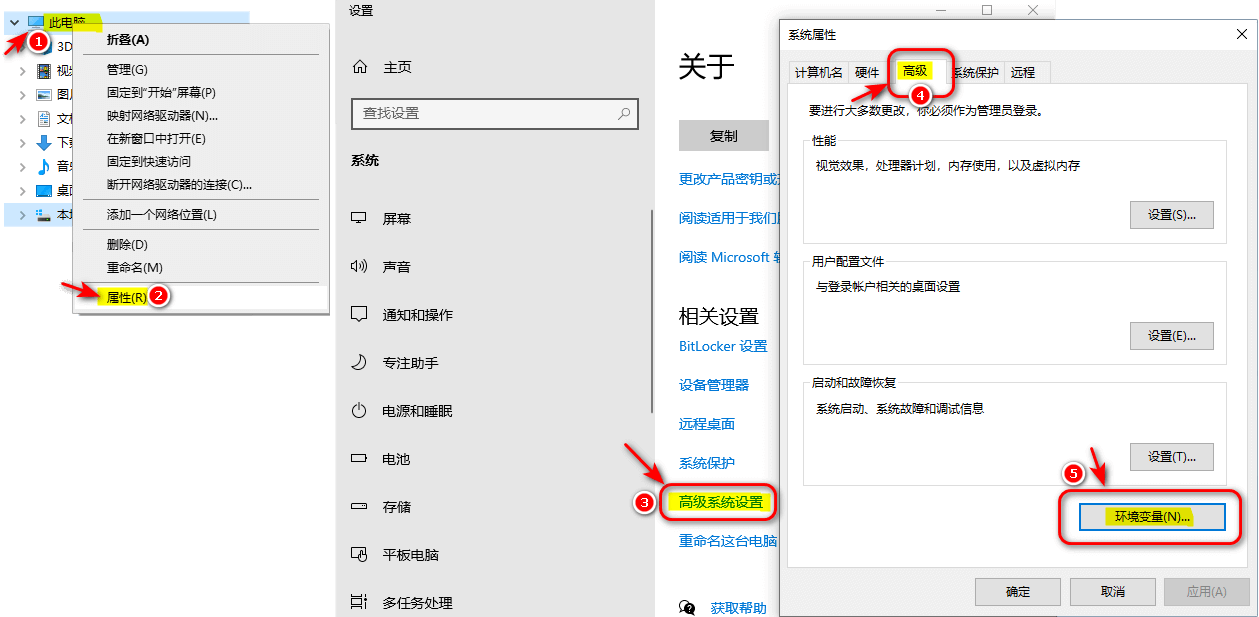 此电脑
1
3D
视
图
文
下
音
桌
本
折叠(A)
管理(G)
固定到"开始"屏幕(P)
映射网络驱动器(N)...
在新窗口中打开(E)
固定到快速访问
断开网络驱动器的连接(C)...
添加一个网络位置(L)
删除(D)
重命名(M)
属性(R)
2
设置
主页
查找设置
系统
屏幕
声音
通知和操作
专注助手
电源和睡眠
电池
存储
平板电脑
多任务处理
关于
复制
更改产品密钥或
阅读适用于我们
阅读 Microsoft
相关设置
BitLocker 设置
设备管理器
远程桌面
系统保护
3
高级系统设置
重命名这台电脑
获取帮助
系统属性
计算机名 硬件 高级 系统保护 远程
4
要进行大多数更改，你必须作为管理员登录。
性能
视觉效果，处理器计划，内存使用，以及虚拟内存
设置(S)...
用户配置文件
与登录帐户相关的桌面设置
设置(E)...
启动和故障恢复
系统启动、系统故障和调试信息
设置(T)...
5
环境变量(N)...
确定 取消 应用(A)